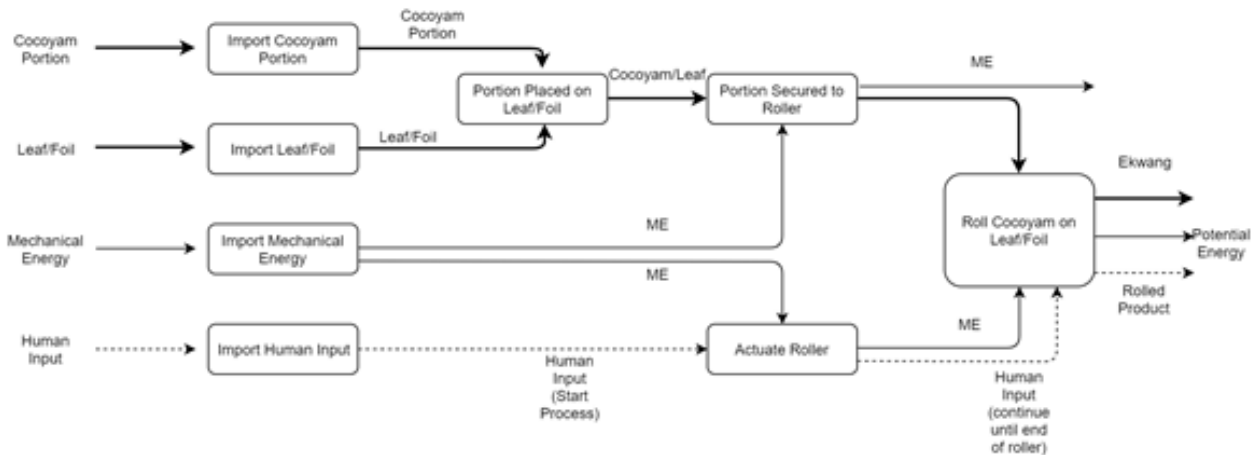 Cocoyam
Portion
Import Cocoyam
Portion
Cocoyam
Portion
Portion Placed on
Leaf/Foil
Cocoyam/Leaf
Portion Secured to
Roller
ME
Leaf/Foil
Import Leaf/Foil
Leaf/Foil
Ekwang
Roll Cocoyam on
Leaf/Foil
Potential
Energy
Rolled
Product
Mechanical
Energy
Import Mechanical
Energy
ME
ME
Human
Input
Import Human Input
Human
Input
(Start
Process)
Actuate Roller
ME
Human
Input
(continue
until end
of roller)